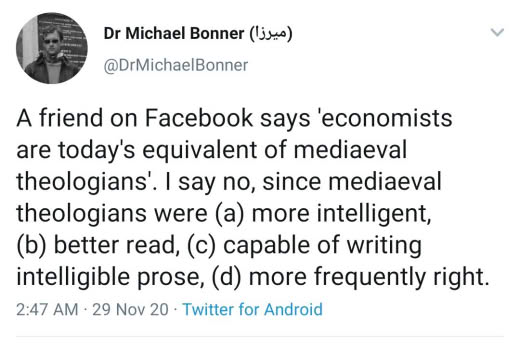 Dr Michael Bonner (میرزا)
@DrMichaelBonner
A friend on Facebook says 'economists
are today's equivalent of mediaeval
theologians'. I say no, since mediaeval
theologians were (a) more intelligent,
(b) better read, (c) capable of writing
intelligible prose, (d) more frequently right.
2:47 AM · 29 Nov 20 · Twitter for Android